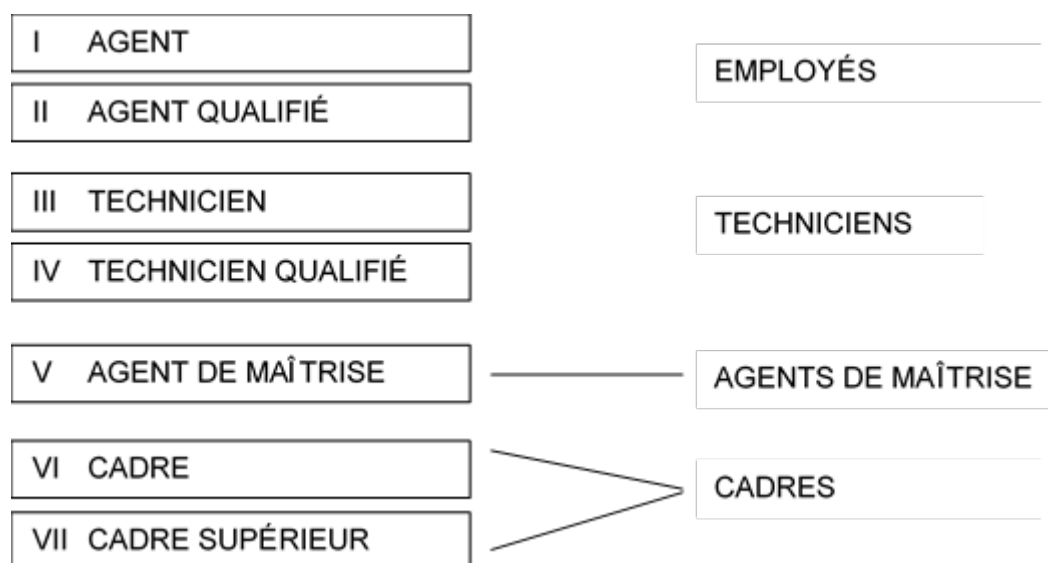 I AGENT
EMPLOYÉS
II AGENT QUALIFIÉ
III TECHNICIEN
TECHNICIENS
IV TECHNICIEN QUALIFIÉ
V AGENT DE MAÎTRISE
AGENTS DE MAÎTRISE
VI CADRE
CADRES
VII CADRE SUPÉRIEUR